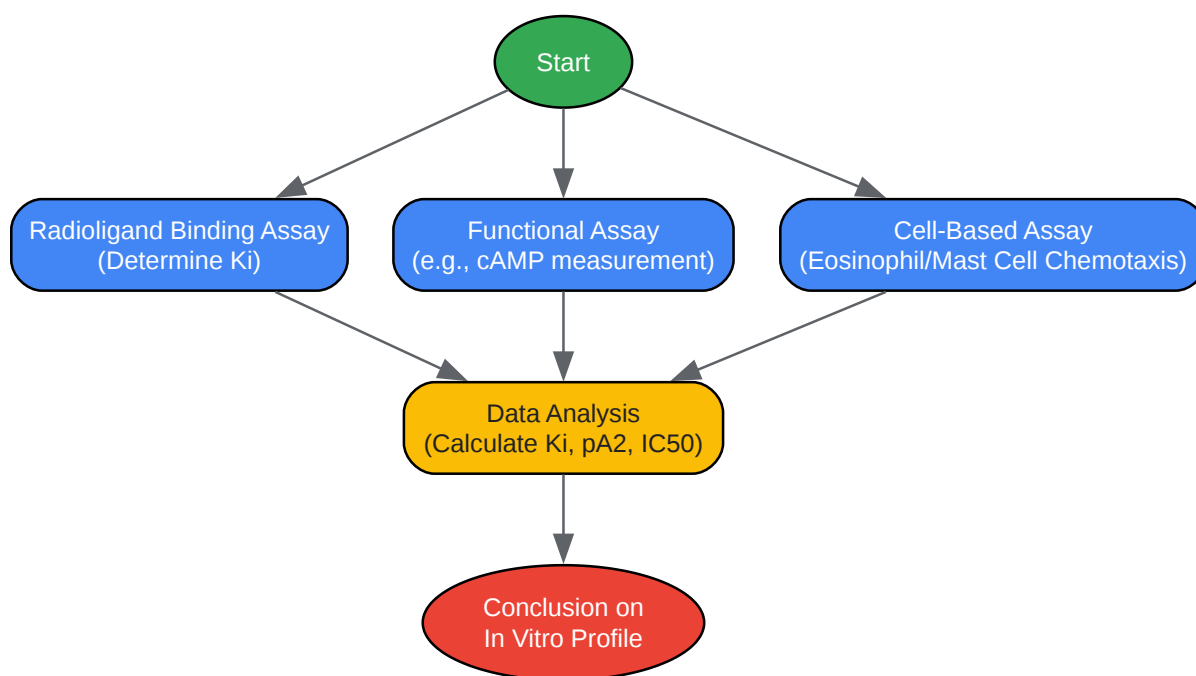 Start
Radioligand Binding Assay
(Determine Ki)
Functional Assay
(e.g., cAMP measurement)
Cell-Based Assay
(Eosinophil/Mast Cell Chemotaxis)
Data Analysis
(Calculate Ki, pA2, IC50)
Conclusion on
In Vitro Profile